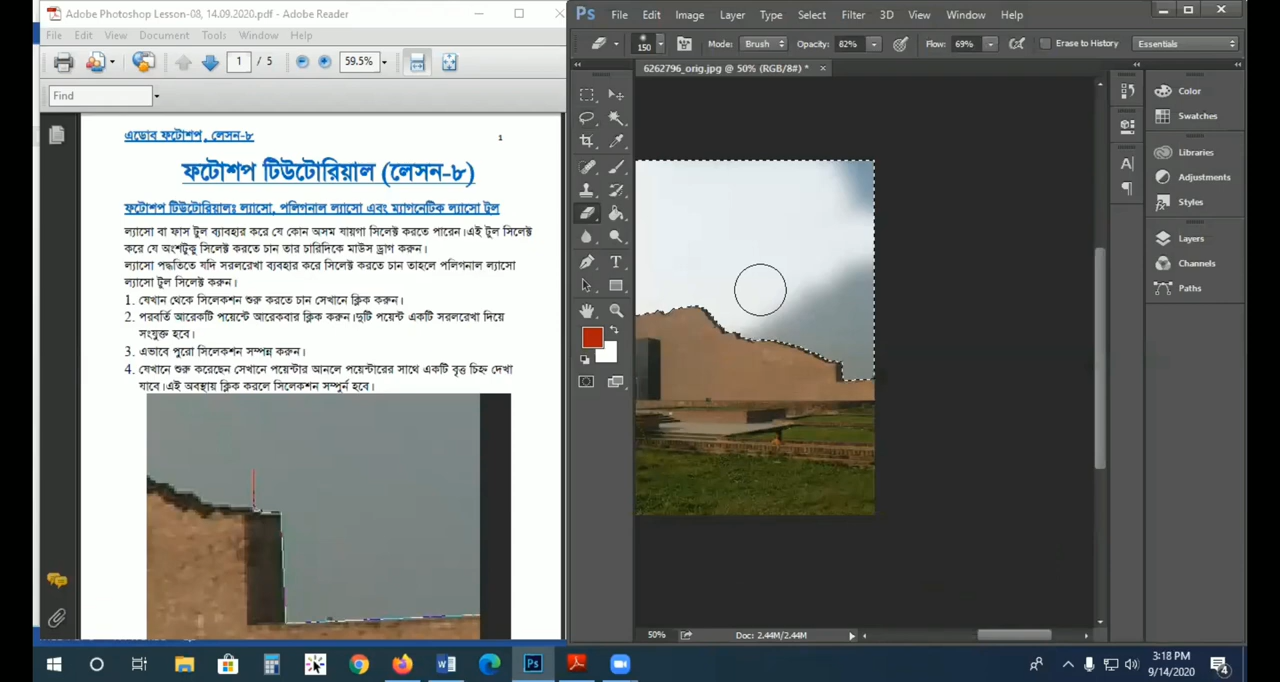 Adobe Photoshop Lesson-08, 14.09.2020.pdf - Adobe Reader
File Edit View Document Tools Window Help
1 / 5 59.5%
Find
এডোব ফটোশপ , লেসন-৮
1
ফটোশপ টিউটোরিয়াল (লেসন-৮)
ফটোশপ টিউটোরিয়ালঃ ল্যাসো, পলিগনাল ল্যাসো এবং ম্যাগনেটিক ল্যাসো টুল
ল্যাসো বা ফাস টুল ব্যাবহার করে যে কোন অসম যায়গা সিলেক্ট করতে পারেন।এই টুল সিলেক্ট
করে যে অংশটুকু সিলেক্ট করতে চান তার চারিদিকে মাউস ড্রাগ করুন।
ল্যাসো পদ্ধতিতে যদি সরলরেখা ব্যবহার করে সিলেক্ট করতে চান তাহলে পলিগনাল ল্যাসো
ল্যাসো টুল সিলেক্ট করুন।
1. যেখান থেকে সিলেকশন শুরু করতে চান সেখানে ক্লিক করুন।
2. পরবর্তি আরেকটি পয়েন্টে আরেকবার ক্লিক করুন।দুটি পয়েন্ট একটি সরলরেখা দিয়ে
সংযুক্ত হবে।
3. এভাবে পুরো সিলেকশন সম্পন্ন করুন।
4. যেখানে শুরু করেছেন সেখানে পয়েন্টার আনলে পয়েন্টারের সাথে একটি বৃত্ত চিহ্ন দেখা
যাবে।এই অবস্থায় ক্লিক করলে সিলেকশন সম্পুর্ন হবে।
Ps File Edit Image Layer Type Select Filter 3D View Window Help
150 Mode: Brush Opacity: 82% Flow: 69% Erase to History Essentials
6262796_orig.jpg @ 50% (RGB/8#) *
Color
Swatches
Libraries
Adjustments
Styles
Layers
Channels
Paths
50% Doc: 2.44M/2.44M
3:18 PM
9/14/2020
4